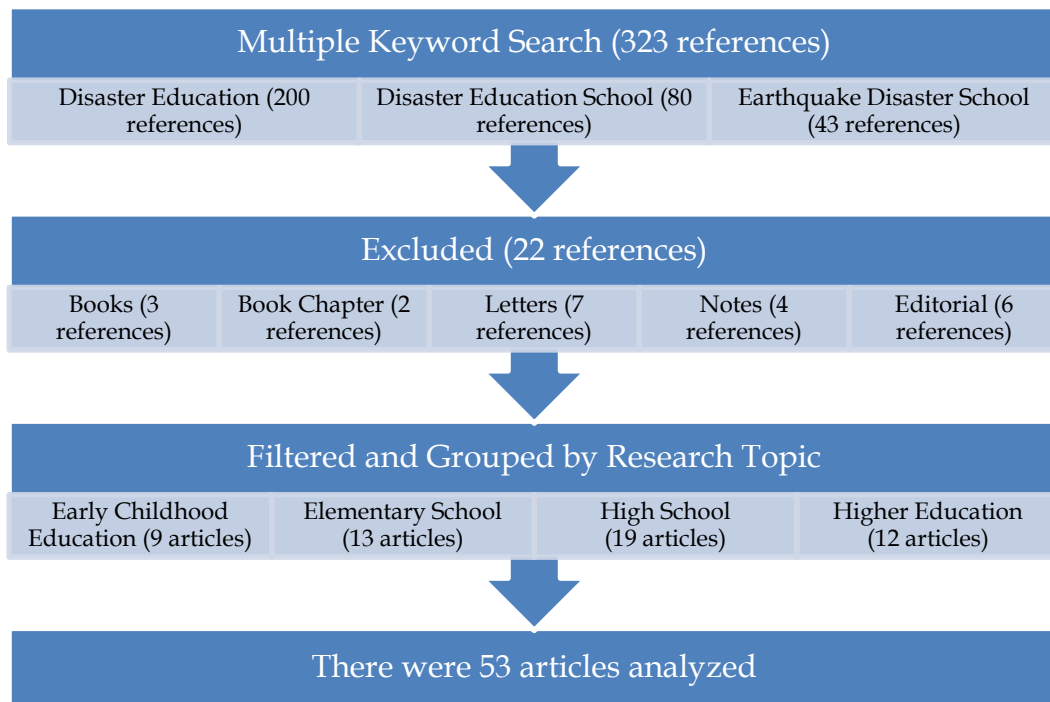 Multiple Keyword Search (323 references)
Disaster Education (200
references)
Disaster Education School (80
references)
Earthquake Disaster School
(43 references)
Excluded (22 references)
Books (3
references)
Book Chapter (2
references)
Letters (7
references)
Notes (4
references)
Editorial (6
references)
Filtered and Grouped by Research Topic
Early Childhood
Education (9 articles)
Elementary School
(13 articles)
High School
(19 articles)
Higher Education
(12 articles)
There were 53 articles analyzed